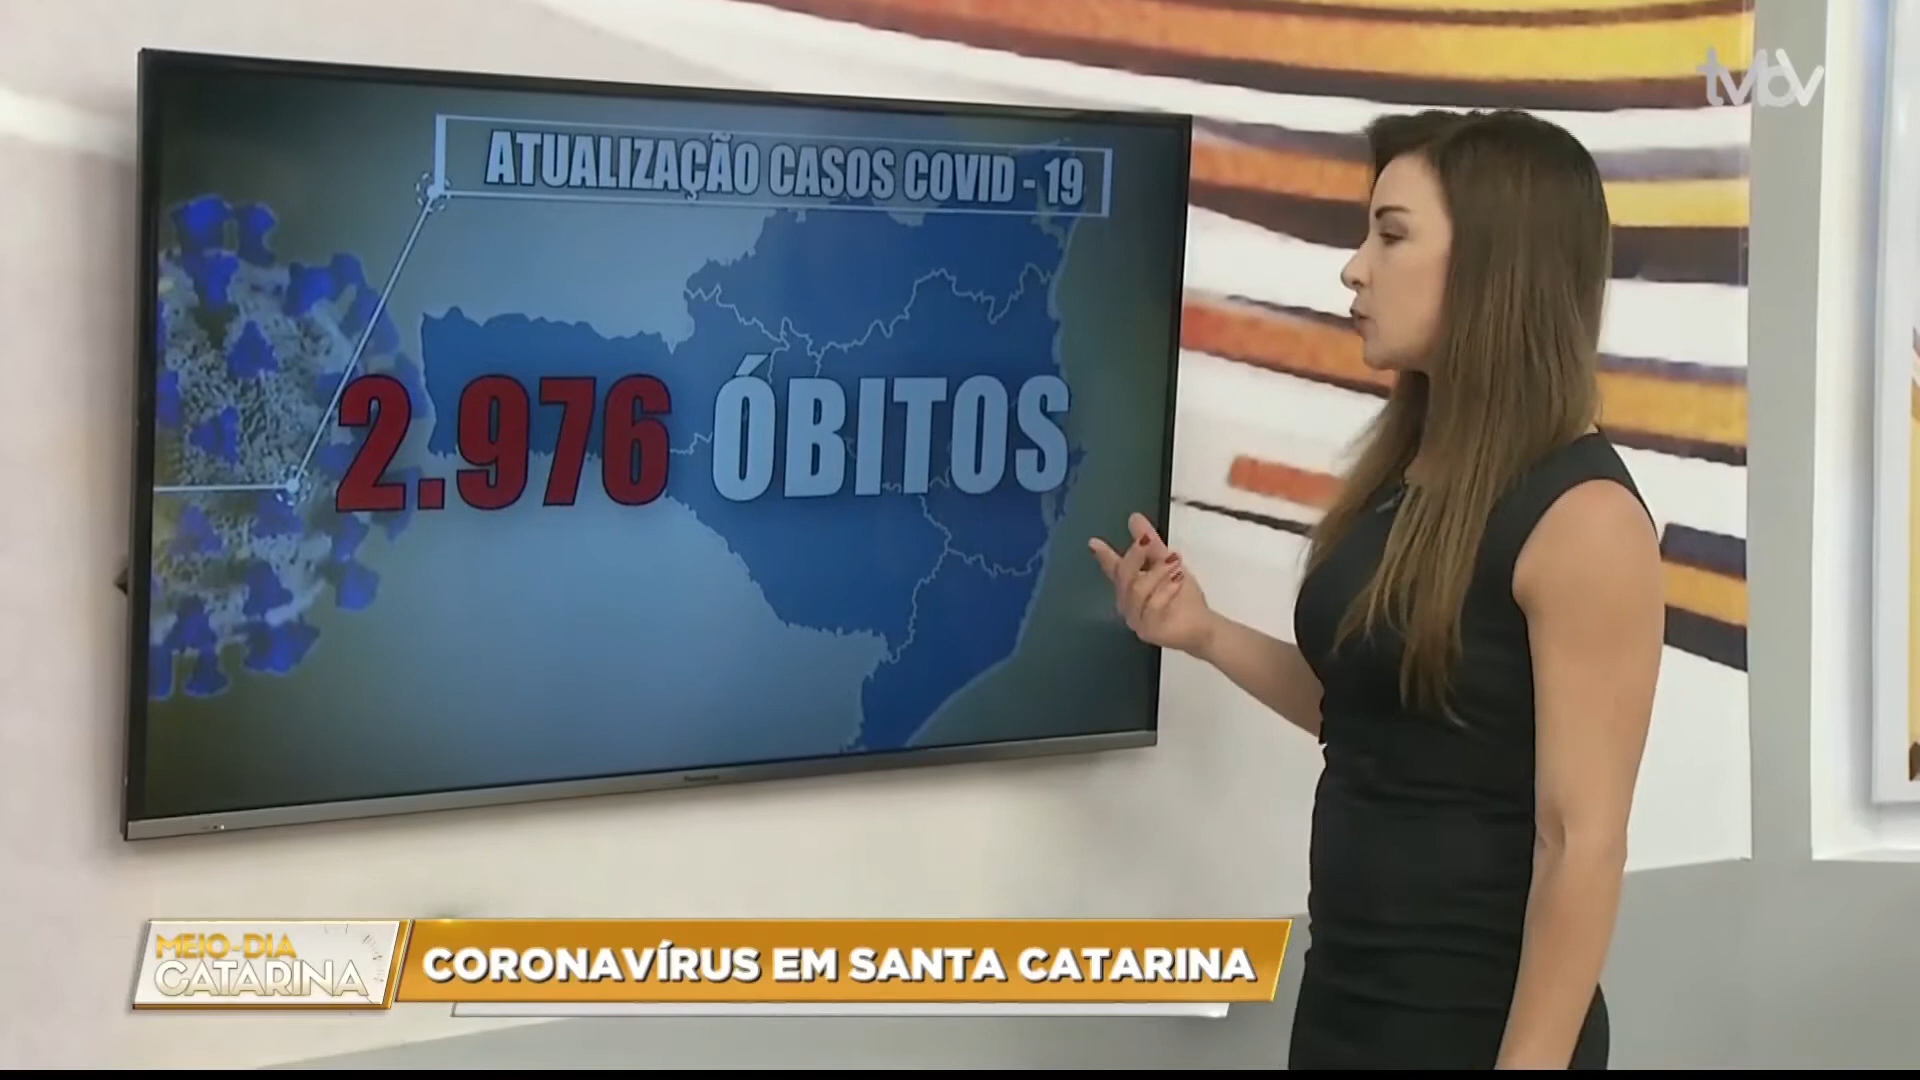 tvbv
ATUALIZAÇÃO CASOS COVID - 19
2.976 ÓBITOS
MEIO-DIA
CATARINA
CORONAVÍRUS EM SANTA CATARINA